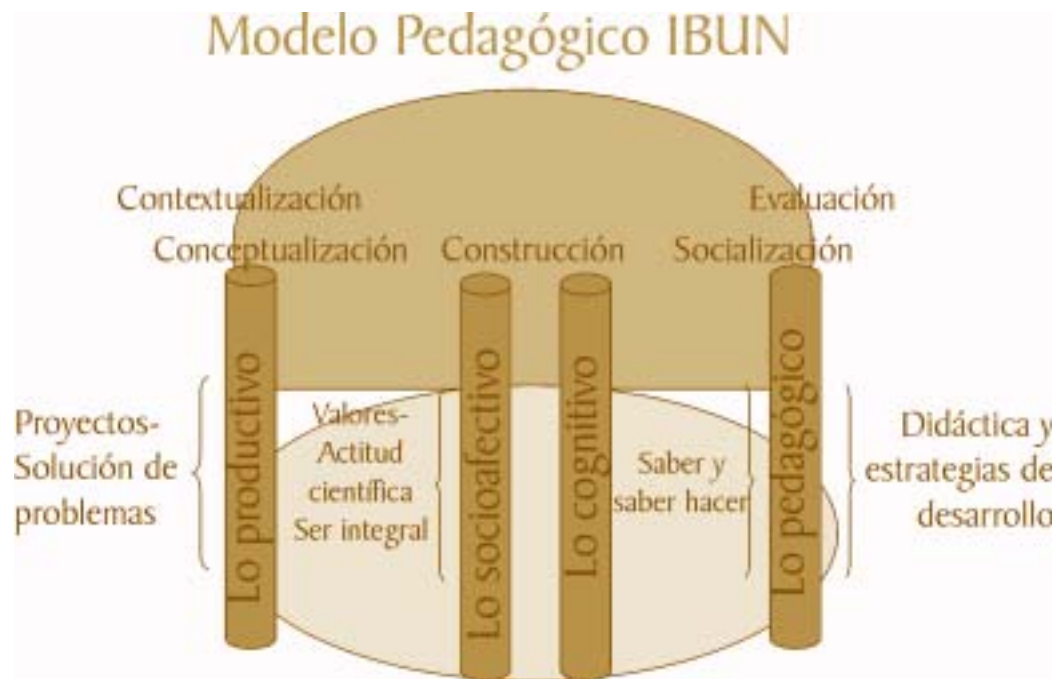 Modelo Pedagógico IBUN
Contextualización
Evaluación
Conceptualización
Construcción
Socialización
Proyectos-
Solución de
problemas
Lo productivo
Valores-
Actitud
científica
Ser integral
Lo socioafectivo
Lo cognitivo
Saber y
saber hacer
Lo pedagógico
Didáctica y
estrategias de
desarrollo